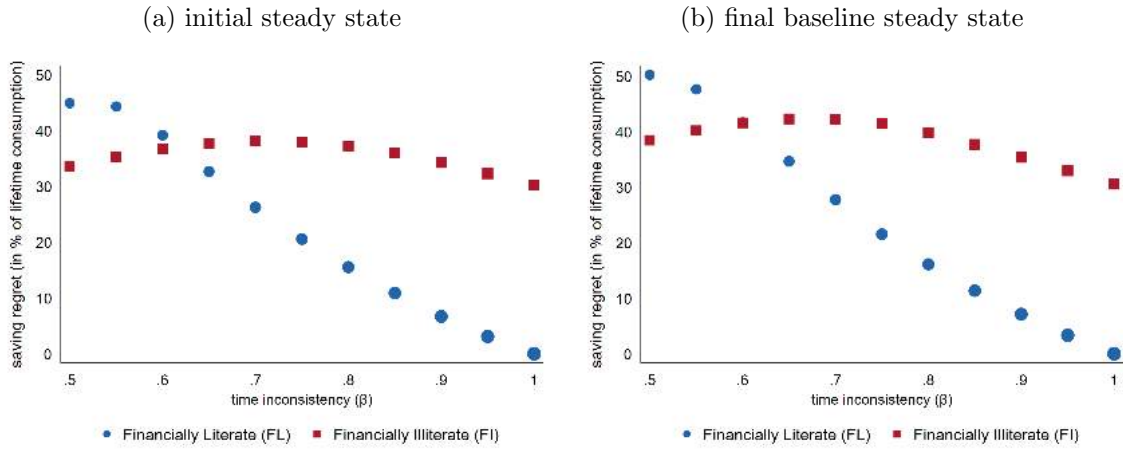 (a) initial steady state
saving regret (in % of lifetime consumption)
50
40
30
20
10
0
.5 .6 .7 .8 .9 1
time inconsistency (β)
Financially Literate (FL) Financially Illiterate (FI)
(b) final baseline steady state
saving regret (in % of lifetime consumption)
50
40
30
20
10
0
.5 .6 .7 .8 .9 1
time inconsistency (β)
Financially Literate (FL) Financially Illiterate (FI)